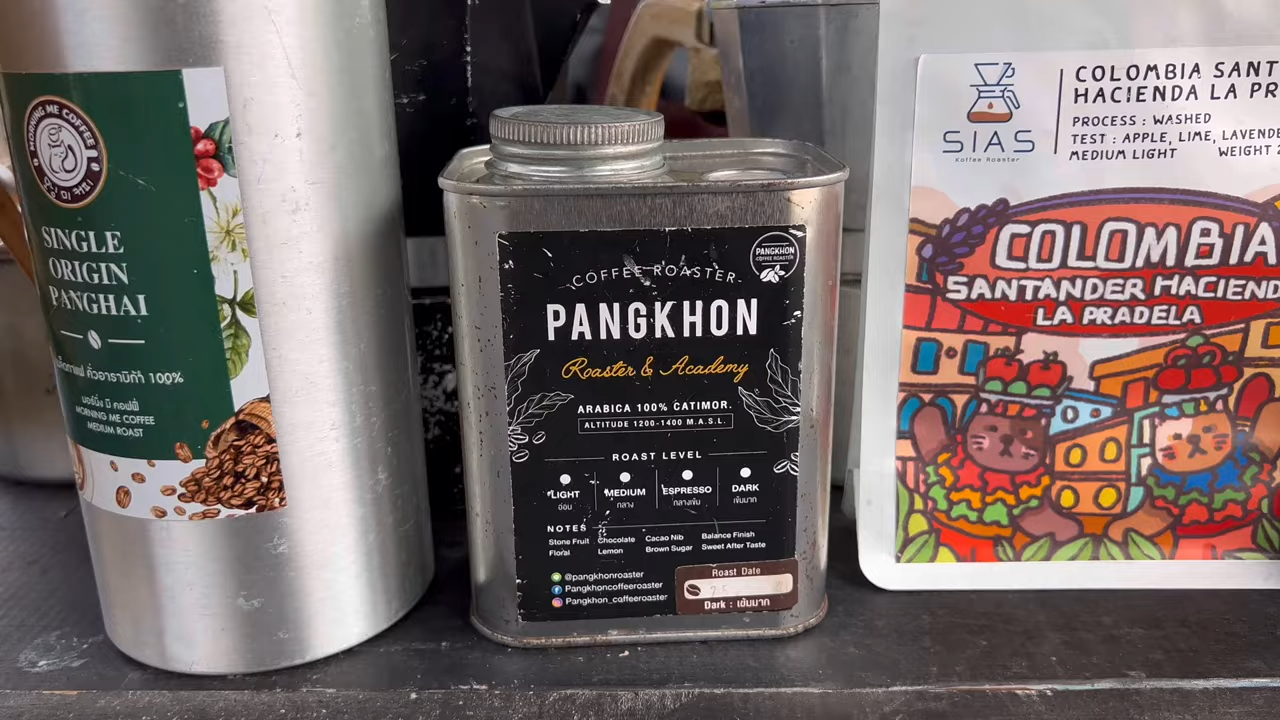 MORNING ME COFFEE
SINGLE
ORIGIN
PANGHAI
คั่วอาราบิก้า 100%
มอร์นิ่ง มี คอฟฟี่
MORNING ME COFFEE
MEDIUM ROAST
PANGKHON
COFFEE ROASTER
COFFEE ROASTER
PANGKHON
Roaster & Academy
ARABICA 100% CATIMOR.
ALTITUDE 1200-1400 M.A.S.L.
ROAST LEVEL
LIGHT MEDIUM ESPRESSO DARK
อ่อน กลาง กลางเข้ม เข้มมาก
NOTES
Stone Fruit Chocolate Cacao Nib Balance Finish
Floral Lemon Brown Sugar Sweet After Taste
@pangkhonroaster
Pangkhoncoffeeroaster
Pangkhon_coffeeroaster
Roast Date
Dark : เข้มมาก
SIAS
Koffee Roaster
COLOMBIA SANT
HACIENDA LA PR
PROCESS : WASHED
TEST : APPLE, LIME, LAVENDE
MEDIUM LIGHT WEIGHT 2
COLOMBIA
SANTANDER HACIEND
LA PRADELA